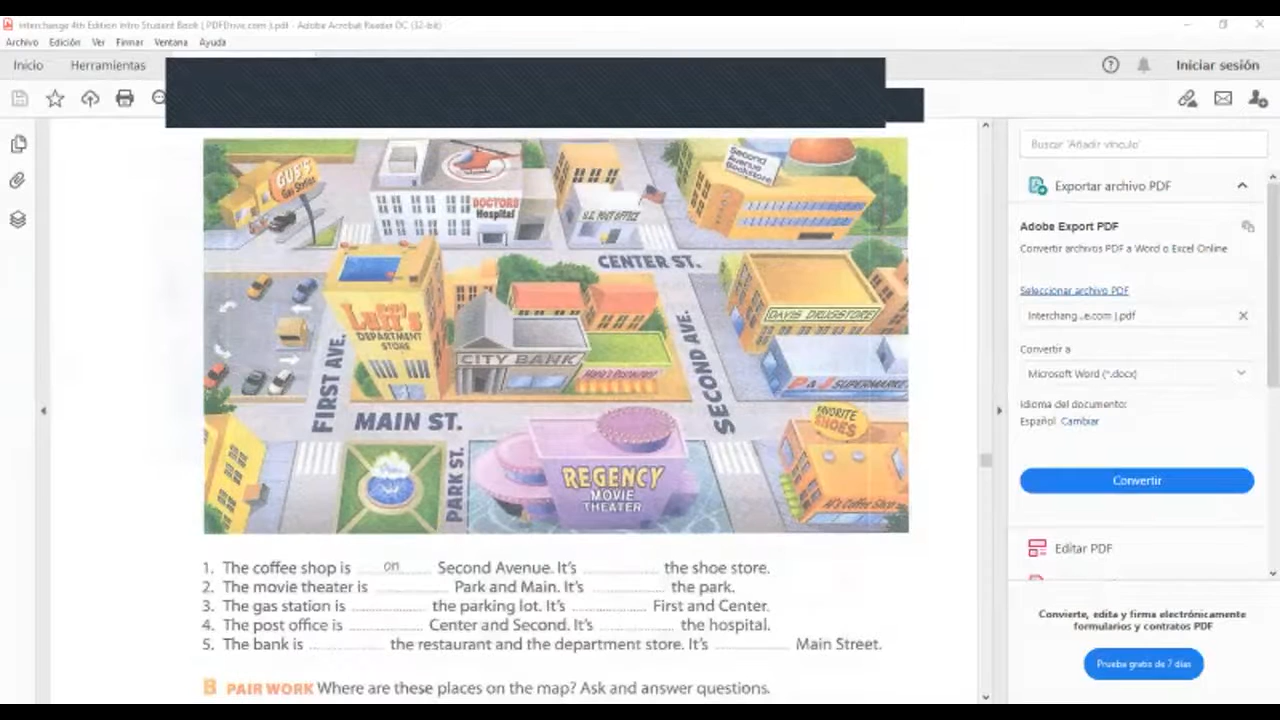 interchange 4th Edition Intro Student Book ( PDFDrive.com ).pdf - Adobe Acrobat Reader DC (32-bit)
Archivo Edición Ver Firmar Ventana Ayuda
Inicio Herramientas Iniciar sesión
GUS'S
Gas Station
DOCTORS
Hospital
U.S. POST OFFICE
Second
Avenue
Bookstore
CENTER ST.
DEPARTMENT
STORE
CITY BANK
Maria's Restaurant
DAVIS DRUGSTORE
P & J SUPERMARKET
FIRST AVE.
SECOND AVE.
MAIN ST.
PARK ST.
REGENCY
MOVIE
THEATER
FAVORITE
SHOES
Al's Coffee Shop
1. The coffee shop is on Second Avenue. It's the shoe store.
2. The movie theater is Park and Main. It's the park.
3. The gas station is the parking lot. It's First and Center.
4. The post office is Center and Second. It's the hospital.
5. The bank is the restaurant and the department store. It's Main Street.
B PAIR WORK Where are these places on the map? Ask and answer questions.
Buscar 'Añadir vínculo'
Exportar archivo PDF
Adobe Export PDF
Convertir archivos PDF a Word o Excel Online
Seleccionar archivo PDF
Interchang...e.com ).pdf
Convertir a
Microsoft Word (*.docx)
Idioma del documento:
Español Cambiar
Convertir
Editar PDF
Convierte, edita y firma electrónicamente
formularios y contratos PDF
Prueba gratis de 7 días